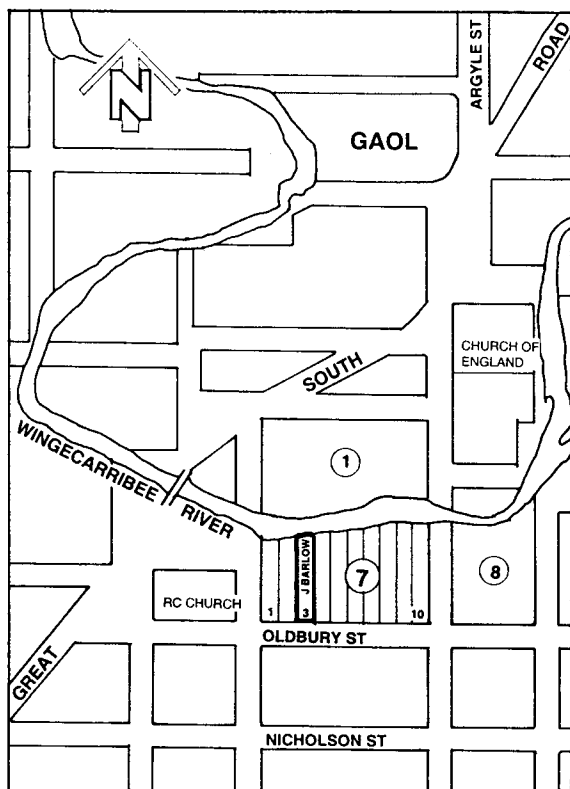 N
ARGYLE ST
ROAD
GAOL
CHURCH OF
ENGLAND
SOUTH
1
WINGECARRIBEE
RIVER
J BARLOW
7
8
RC CHURCH
1
3
10
OLDBURY ST
GREAT
NICHOLSON ST